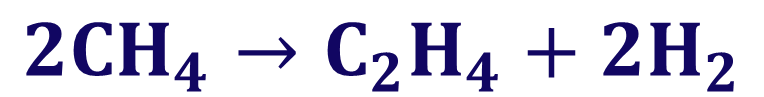 2CH₄ → C₂H₄ + 2H₂